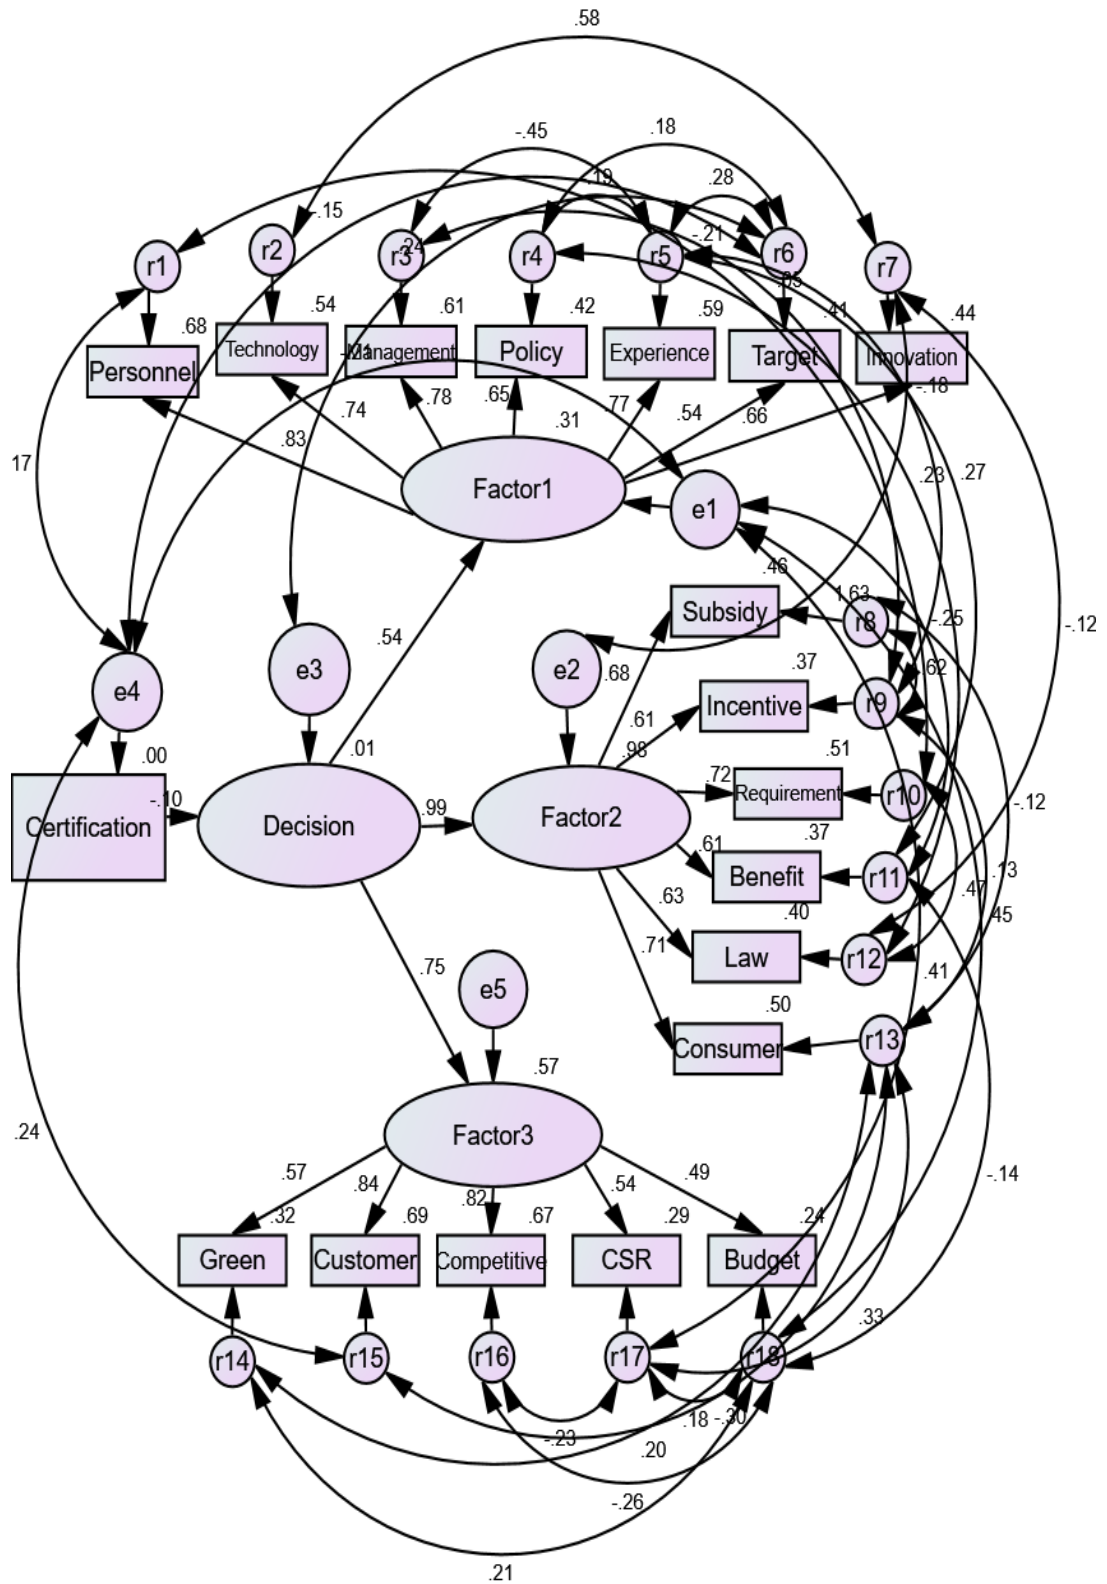 .58
-.45
.18
.19
.28
-.15
-.21
r1
r2
r3
.24
r4
r5
r6
r7
.54
.61
.42
.59
.41
.44
.68
Personnel
Technology
Management
Policy
Experience
Target
Innovation
-.18
.83
.74
.78
.65
.31
.77
.54
.66
17
Factor1
e1
.23
.27
.46
Subsidy
1.63
r8
-.25
-.12
.54
e4
e3
e2
.68
.37
.62
Incentive
r9
.61
.98
.00
.01
.51
.72
Requirement
r10
-.12
-.10
Certification
Decision
.99
Factor2
.37
.61
Benefit
r11
.13
.47
.45
.63
.40
Law
r12
.71
.41
.75
e5
.50
Consumer
r13
.57
Factor3
.24
-.14
.57
.84
.82
.54
.49
.32
.69
.67
.29
.24
Green
Customer
Competitive
CSR
Budget
.33
r14
r15
r16
r17
r18
.18
-.30
-.23
.20
-.26
.21